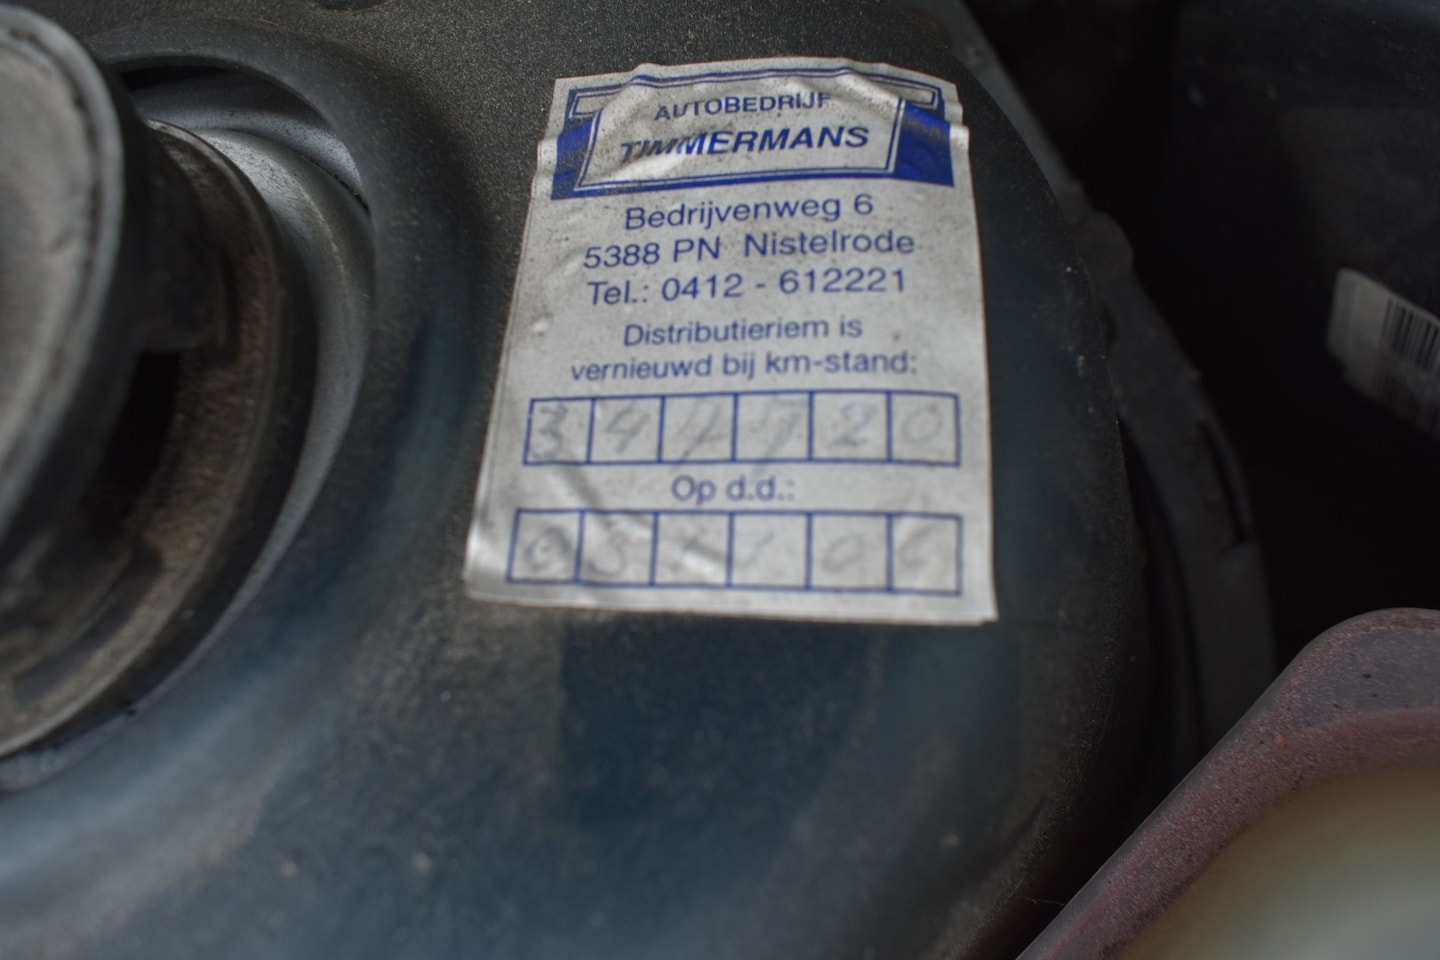 AUTOBEDRIJF
TIMMERMANS
Bedrijvenweg 6
5388 PN Nistelrode
Tel.: 0412 - 612221
Distributieriem is
vernieuwd bij km-stand:
Op d.d.: